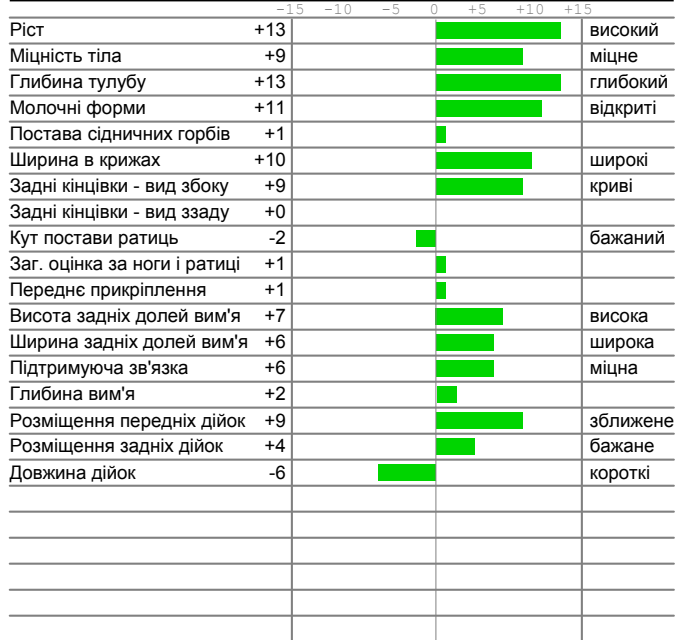 -15 -10 -5 0 +5 +10 +15
Ріст +13 високий
Міцність тіла +9 міцне
Глибина тулубу +13 глибокий
Молочні форми +11 відкриті
Постава сідничних горбів +1
Ширина в крижах +10 широкі
Задні кінцівки - вид збоку +9 криві
Задні кінцівки - вид ззаду +0
Кут постави ратиць -2 бажаний
Заг. оцінка за ноги і ратиці +1
Переднє прикріплення +1
Висота задніх долей вим'я +7 висока
Ширина задніх долей вим'я +6 широка
Підтримуюча зв'язка +6 міцна
Глибина вим'я +2
Розміщення передніх дійок +9 зближене
Розміщення задніх дійок +4 бажане
Довжина дійок -6 короткі